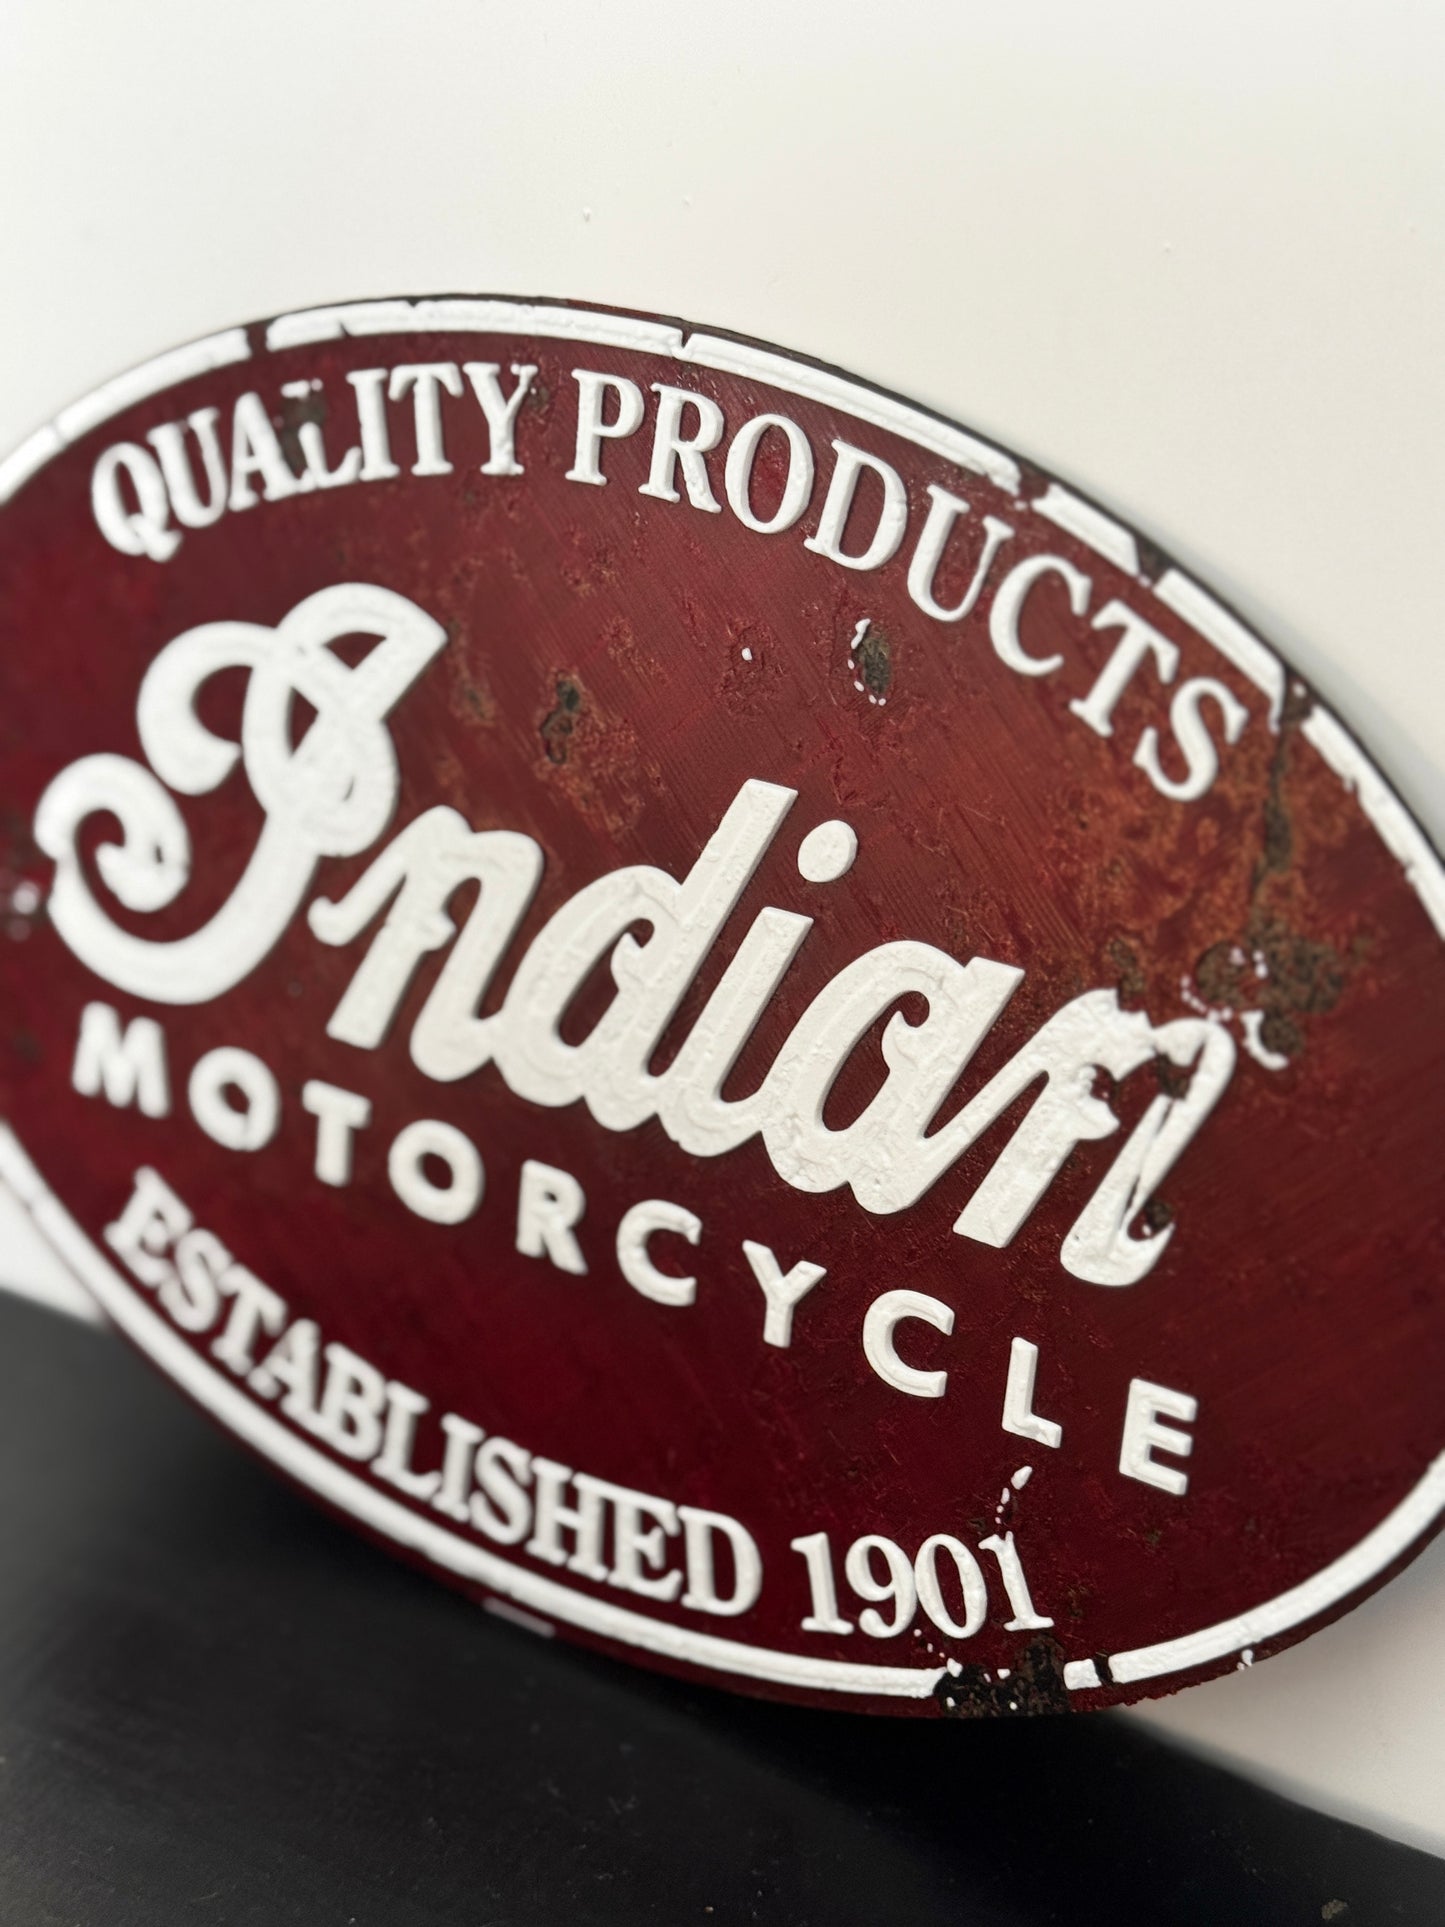 QUALITY PRODUCTS
Indian
MOTORCYCLE
ESTABLISHED 1901